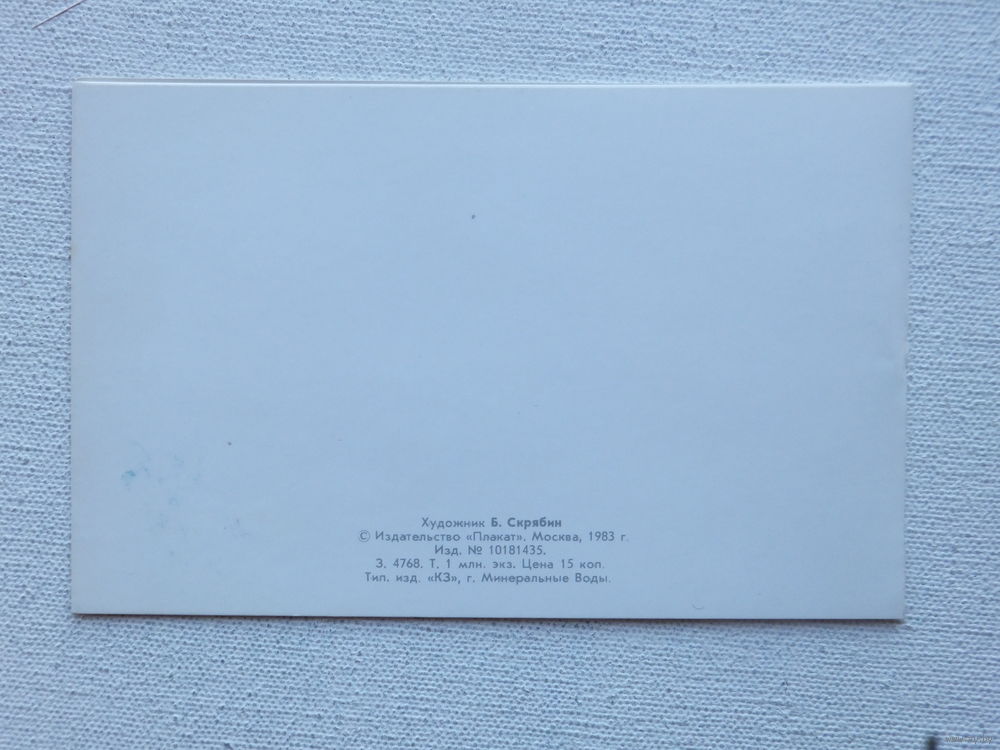 Художник Б. Скрябин
© Издательство «Плакат». Москва, 1983 г.
Изд. № 10181435.
З. 4768. Т. 1 млн. экз. Цена 15 коп.
Тип. изд. «КЗ», г. Минеральные Воды.